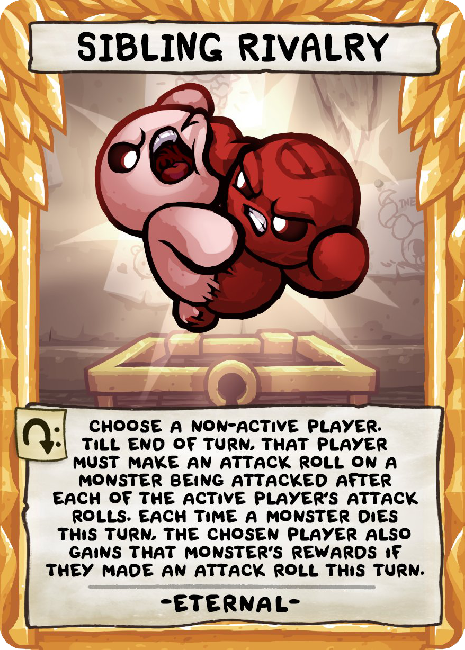 SIBLING RIVALRY
CHOOSE A NON-ACTIVE PLAYER.
TILL END OF TURN, THAT PLAYER
MUST MAKE AN ATTACK ROLL ON A
MONSTER BEING ATTACKED AFTER
EACH OF THE ACTIVE PLAYER'S ATTACK
ROLLS. EACH TIME A MONSTER DIES
THIS TURN, THE CHOSEN PLAYER ALSO
GAINS THAT MONSTER'S REWARDS IF
THEY MADE AN ATTACK ROLL THIS TURN.
-ETERNAL-